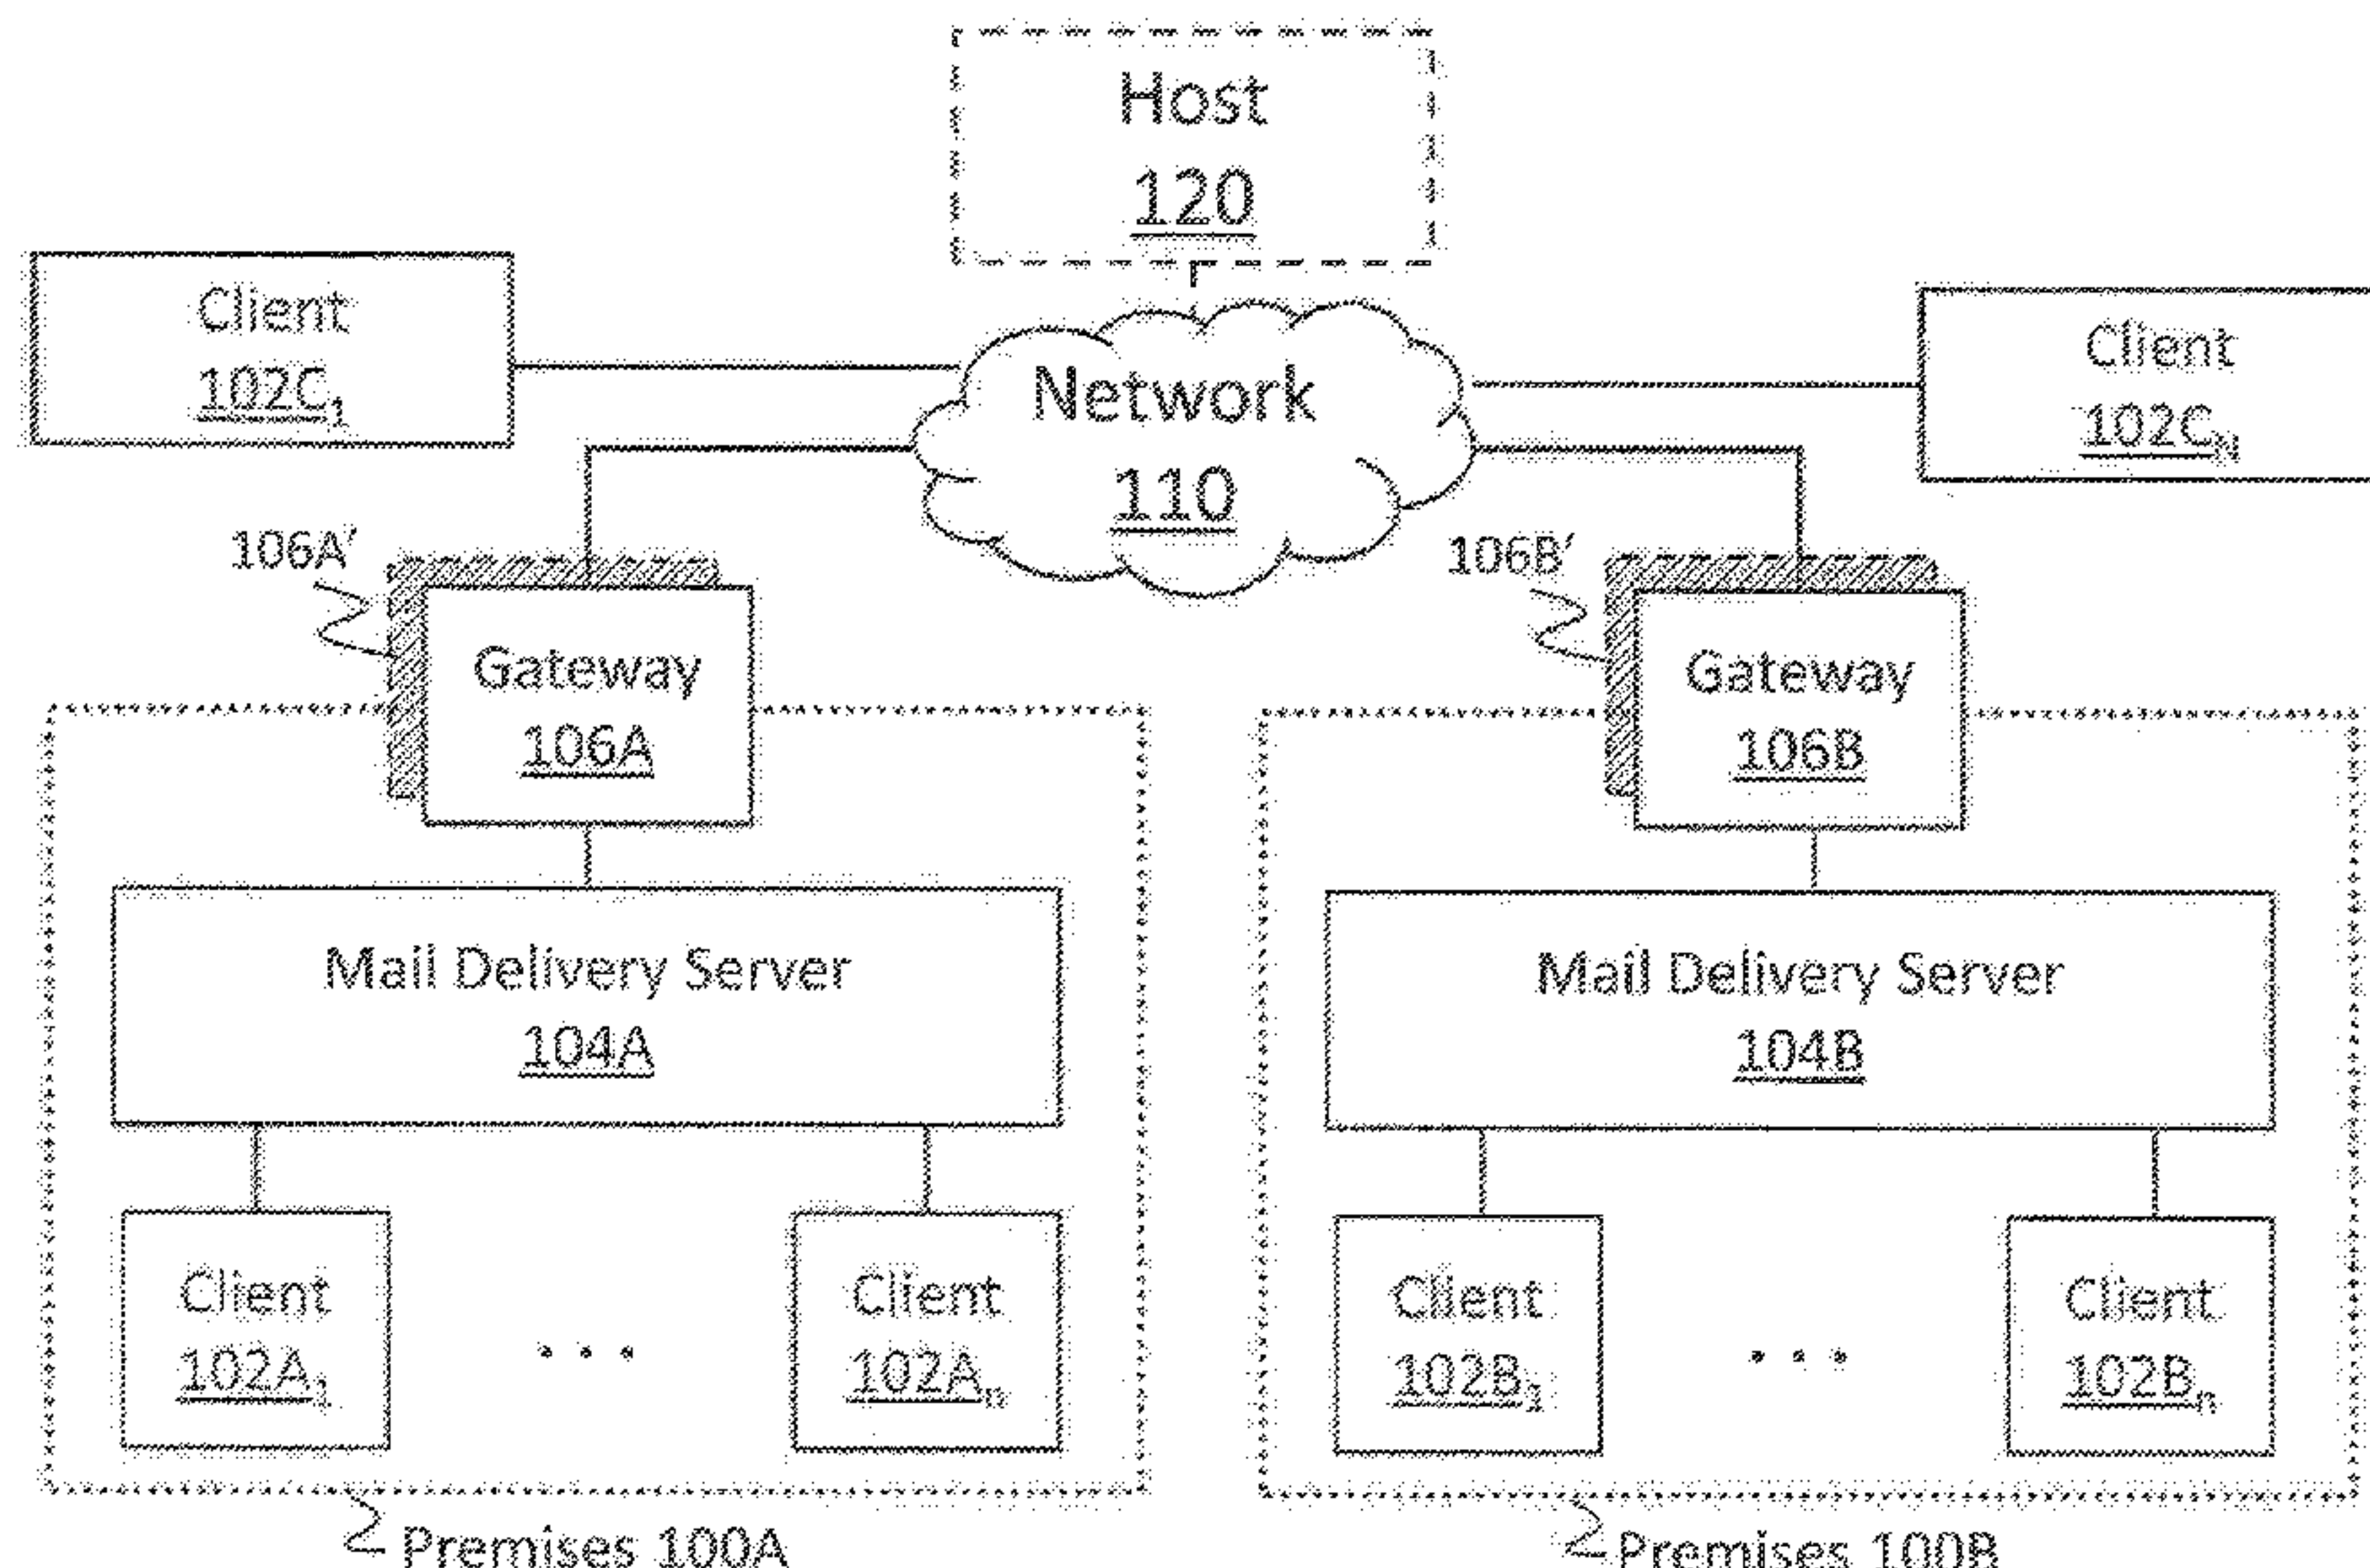 Host
120
Client
102C₁
Network
110
Client
102C_N
106A'
Gateway
106A
106B'
Gateway
106B
Mail Delivery Server
104A
Mail Delivery Server
104B
Client
102A₁
. . .
Client
102Aₙ
Client
102B₁
. . .
Client
102Bₙ
Premises 100A
Premises 100B